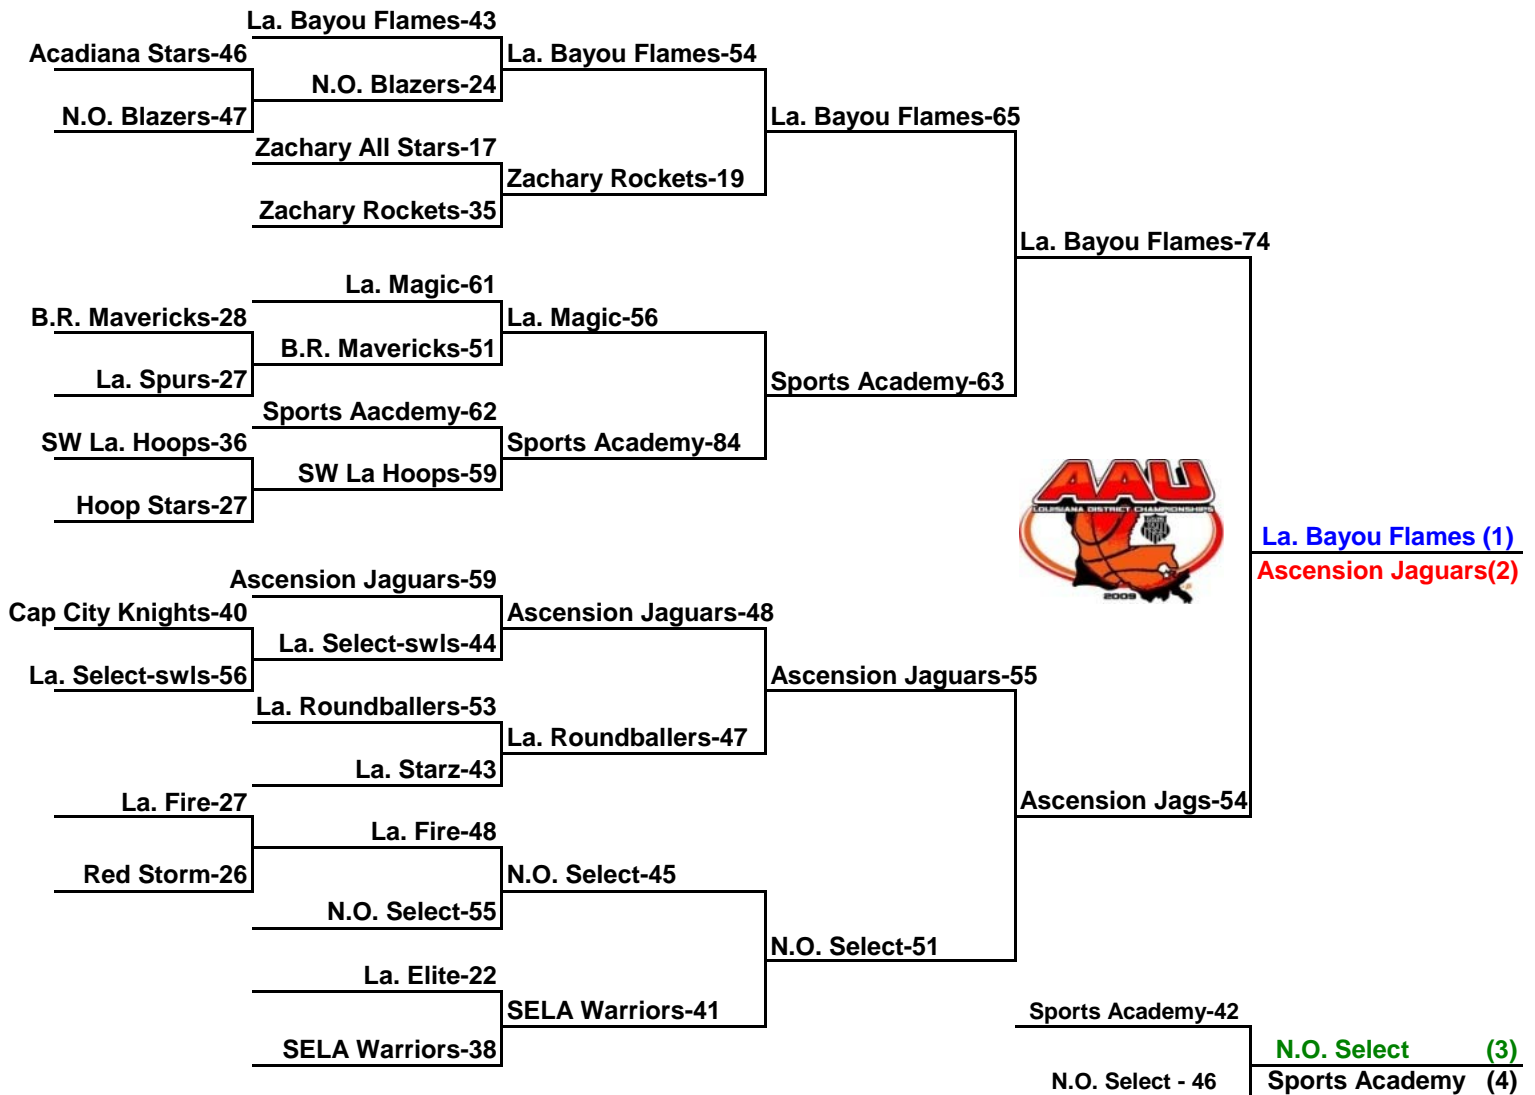 La. Bayou Flames-43
Acadiana Stars-46
La. Bayou Flames-54
N.O. Blazers-24
N.O. Blazers-47
La. Bayou Flames-65
Zachary All Stars-17
Zachary Rockets-19
Zachary Rockets-35
La. Bayou Flames-74
La. Magic-61
B.R. Mavericks-28
La. Magic-56
B.R. Mavericks-51
La. Spurs-27
Sports Academy-63
Sports Aacdemy-62
SW La. Hoops-36
Sports Academy-84
SW La Hoops-59
Hoop Stars-27
AAU
LOUISIANA DISTRICT CHAMPIONSHIPS
2009
La. Bayou Flames (1)
Ascension Jaguars(2)
Ascension Jaguars-59
Cap City Knights-40
Ascension Jaguars-48
La. Select-swls-44
La. Select-swls-56
Ascension Jaguars-55
La. Roundballers-53
La. Roundballers-47
La. Starz-43
La. Fire-27
Ascension Jags-54
La. Fire-48
Red Storm-26
N.O. Select-45
N.O. Select-55
N.O. Select-51
La. Elite-22
SELA Warriors-41
Sports Academy-42
SELA Warriors-38
N.O. Select (3)
N.O. Select - 46
Sports Academy (4)